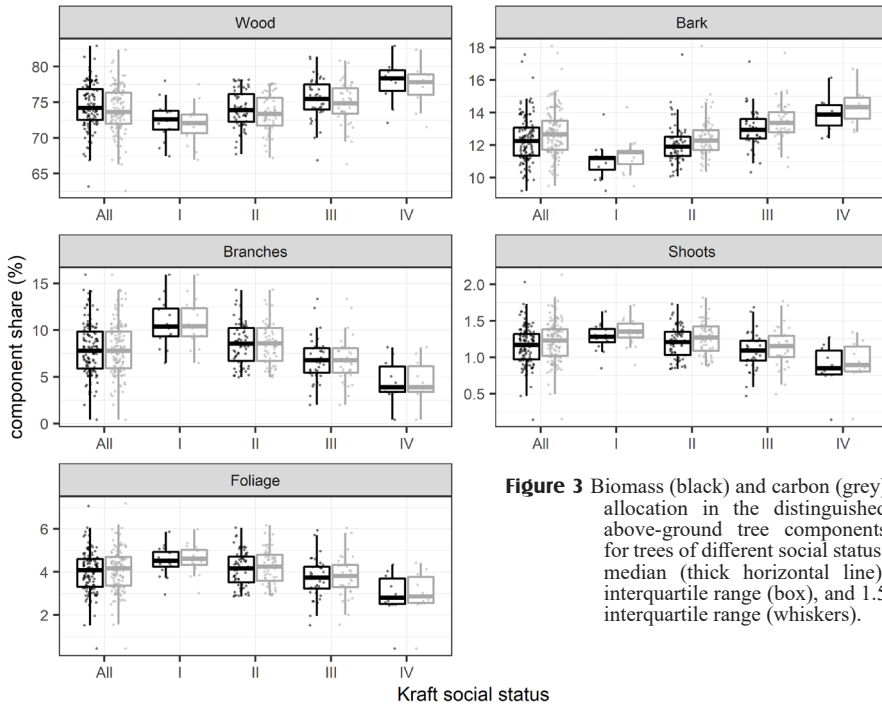 Wood
Bark
80
75
70
65
All I II III IV
18
16
14
12
10
All I II III IV
Branches
Shoots
15
10
5
0
All I II III IV
2.0
1.5
1.0
0.5
All I II III IV
Foliage
6
4
2
All I II III IV
component share (%)
Kraft social status
Figure 3 Biomass (black) and carbon (grey)
allocation in the distinguished
above-ground tree components
for trees of different social status:
median (thick horizontal line),
interquartile range (box), and 1.5
interquartile range (whiskers).